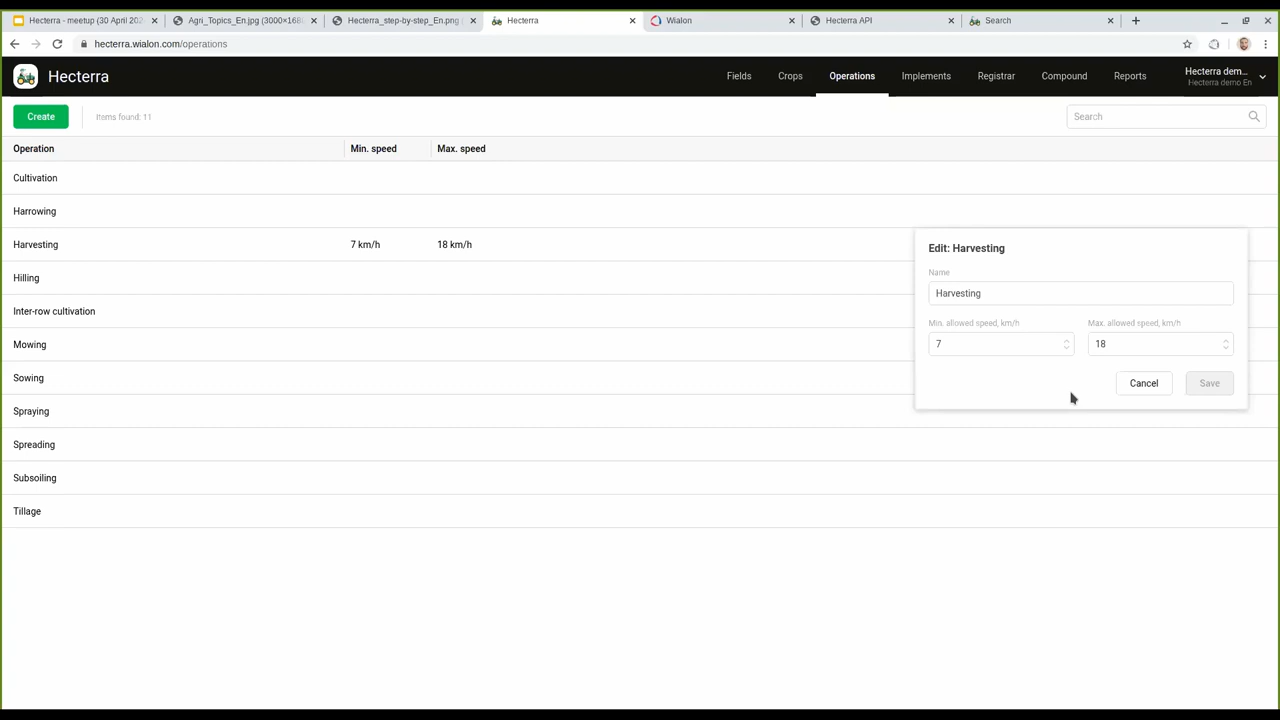 Hecterra - meetup (30 April 202
Agri_Topics_En.jpg (3000×168
Hecterra_step-by-step_En.png (
Hecterra
Wialon
Hecterra API
Search
hecterra.wialon.com/operations
Hecterra
Fields
Crops
Operations
Implements
Registrar
Compound
Reports
Hecterra dem...
Hecterra demo En
Create
Items found: 11
Search
Operation
Min. speed
Max. speed
Cultivation
Harrowing
Harvesting
7 km/h
18 km/h
Hilling
Inter-row cultivation
Mowing
Sowing
Spraying
Spreading
Subsoiling
Tillage
Edit: Harvesting
Name
Harvesting
Min. allowed speed, km/h
Max. allowed speed, km/h
7
18
Cancel
Save